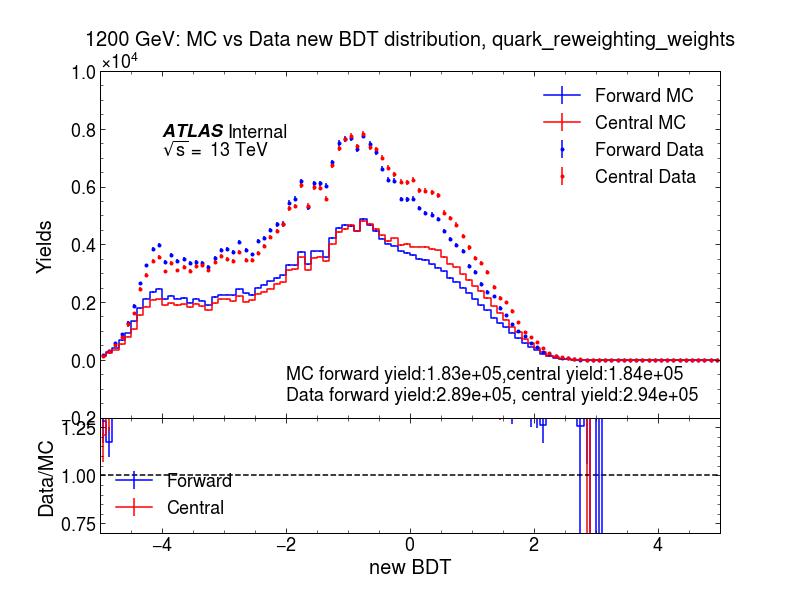 1200 GeV: MC vs Data new BDT distribution, quark_reweighting_weights
×10⁴
1.0
0.8
0.6
0.4
0.2
0.0
0.2
Yields
ATLAS Internal
√s = 13 TeV
Forward MC
Central MC
Forward Data
Central Data
MC forward yield:1.83e+05,central yield:1.84e+05
Data forward yield:2.89e+05, central yield:2.94e+05
1.25
1.00
0.75
Data/MC
Forward
Central
−4 −2 0 2 4
new BDT